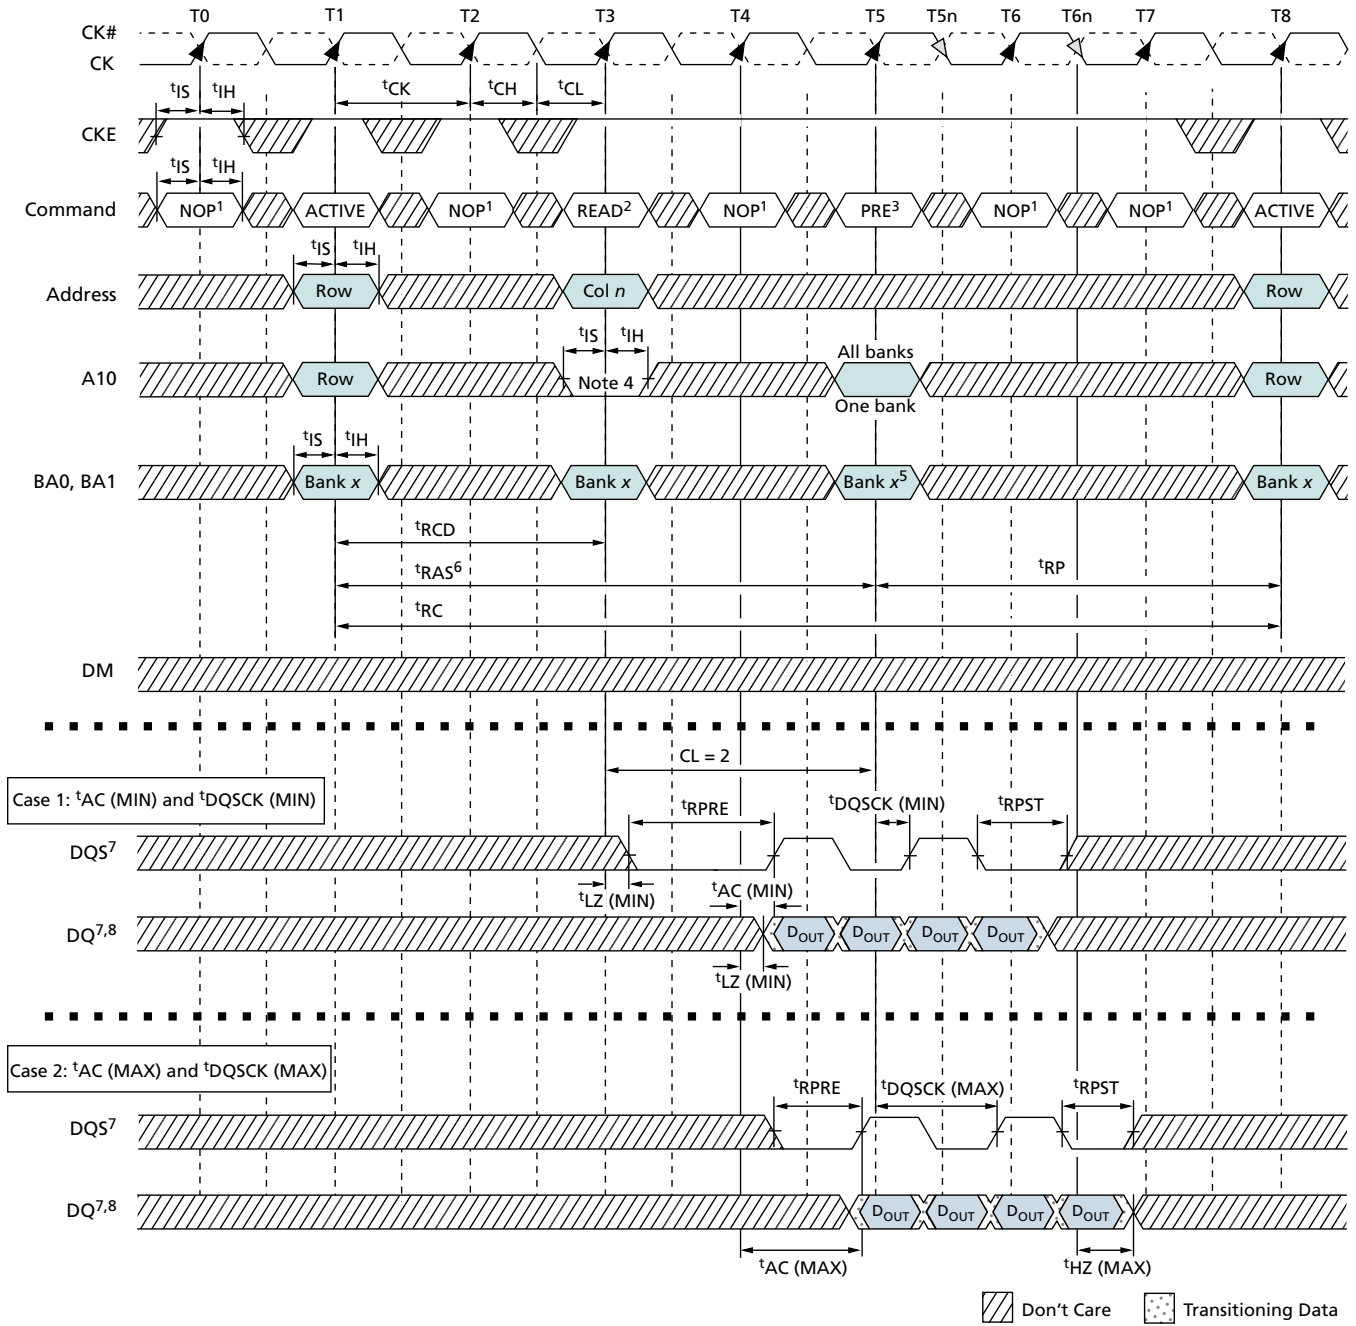 T0 T1 T2 T3 T4 T5 T5n T6 T6n T7 T8
CK#
CK
tIS tIH tCK tCH tCL
CKE
tIS tIH
Command NOP1 ACTIVE NOP1 READ2 NOP1 PRE3 NOP1 NOP1 ACTIVE
tIS tIH
Address Row Col n Row
tIS tIH All banks
A10 Row Note 4 Row
One bank
tIS tIH
BA0, BA1 Bank x Bank x Bank x5 Bank x
tRCD
tRAS6 tRP
tRC
DM
CL = 2
Case 1: tAC (MIN) and tDQSCK (MIN)
tRPRE tDQSCK (MIN) tRPST
DQS7
tLZ (MIN) tAC (MIN)
DQ7,8 DOUT DOUT DOUT DOUT
tLZ (MIN)
Case 2: tAC (MAX) and tDQSCK (MAX)
tRPRE tDQSCK (MAX) tRPST
DQS7
DQ7,8 DOUT DOUT DOUT DOUT
tAC (MAX) tHZ (MAX)
Don't Care Transitioning Data